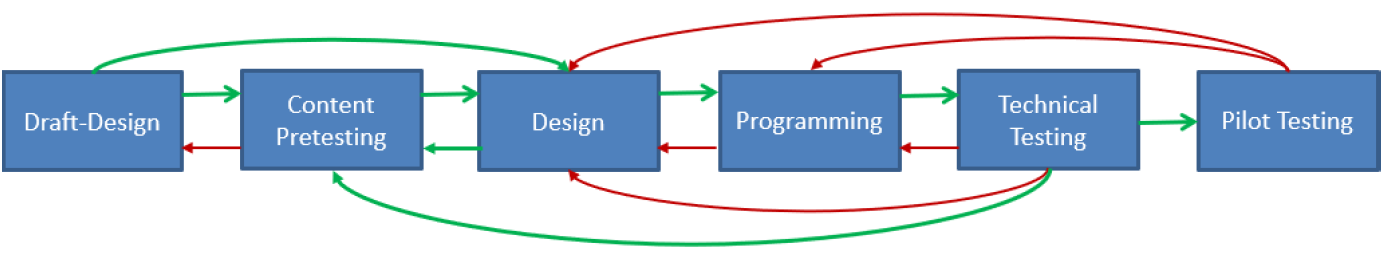 Draft-Design
Content
Pretesting
Design
Programming
Technical
Testing
Pilot Testing